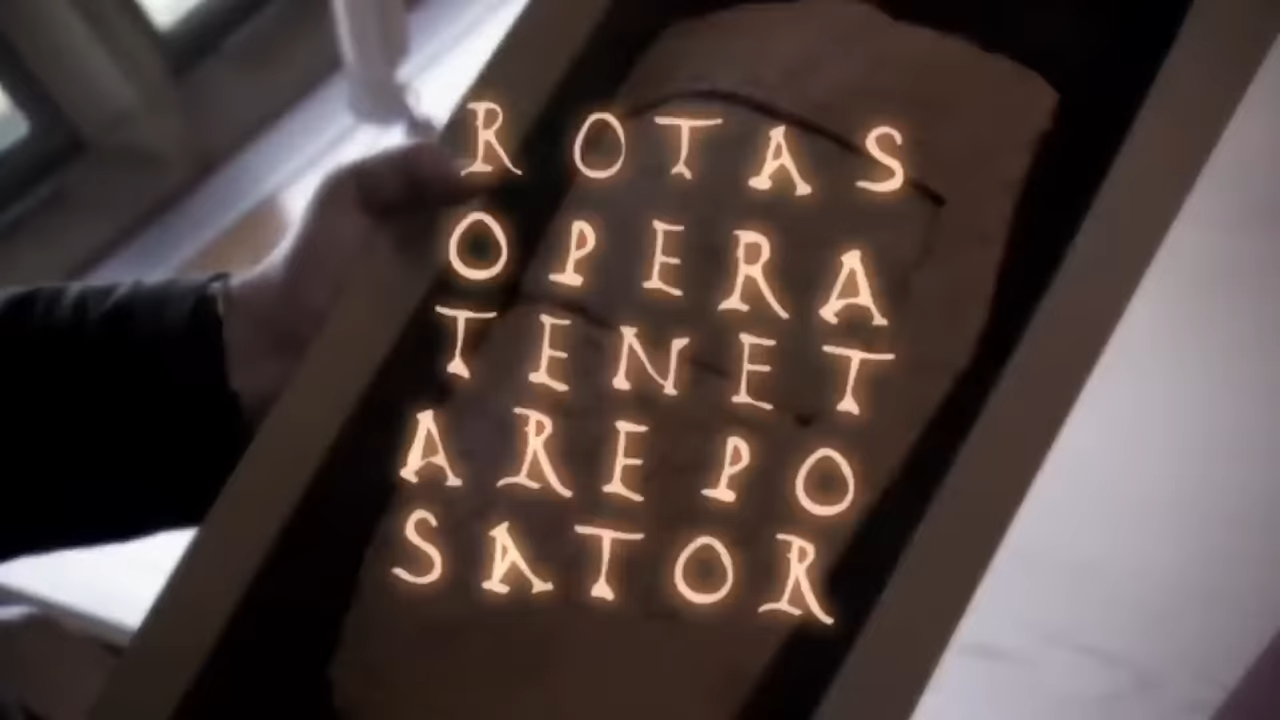 ROTAS
OPERA
TENET
AREPO
SATOR